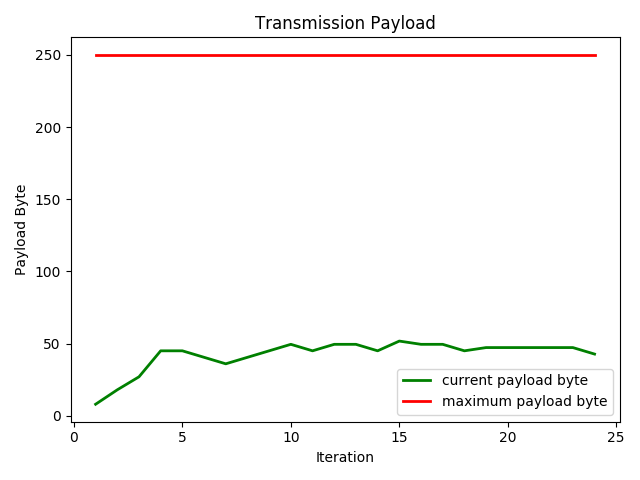 Transmission Payload
250
200
150
100
50
0
Payload Byte
current payload byte
maximum payload byte
0 5 10 15 20 25
Iteration